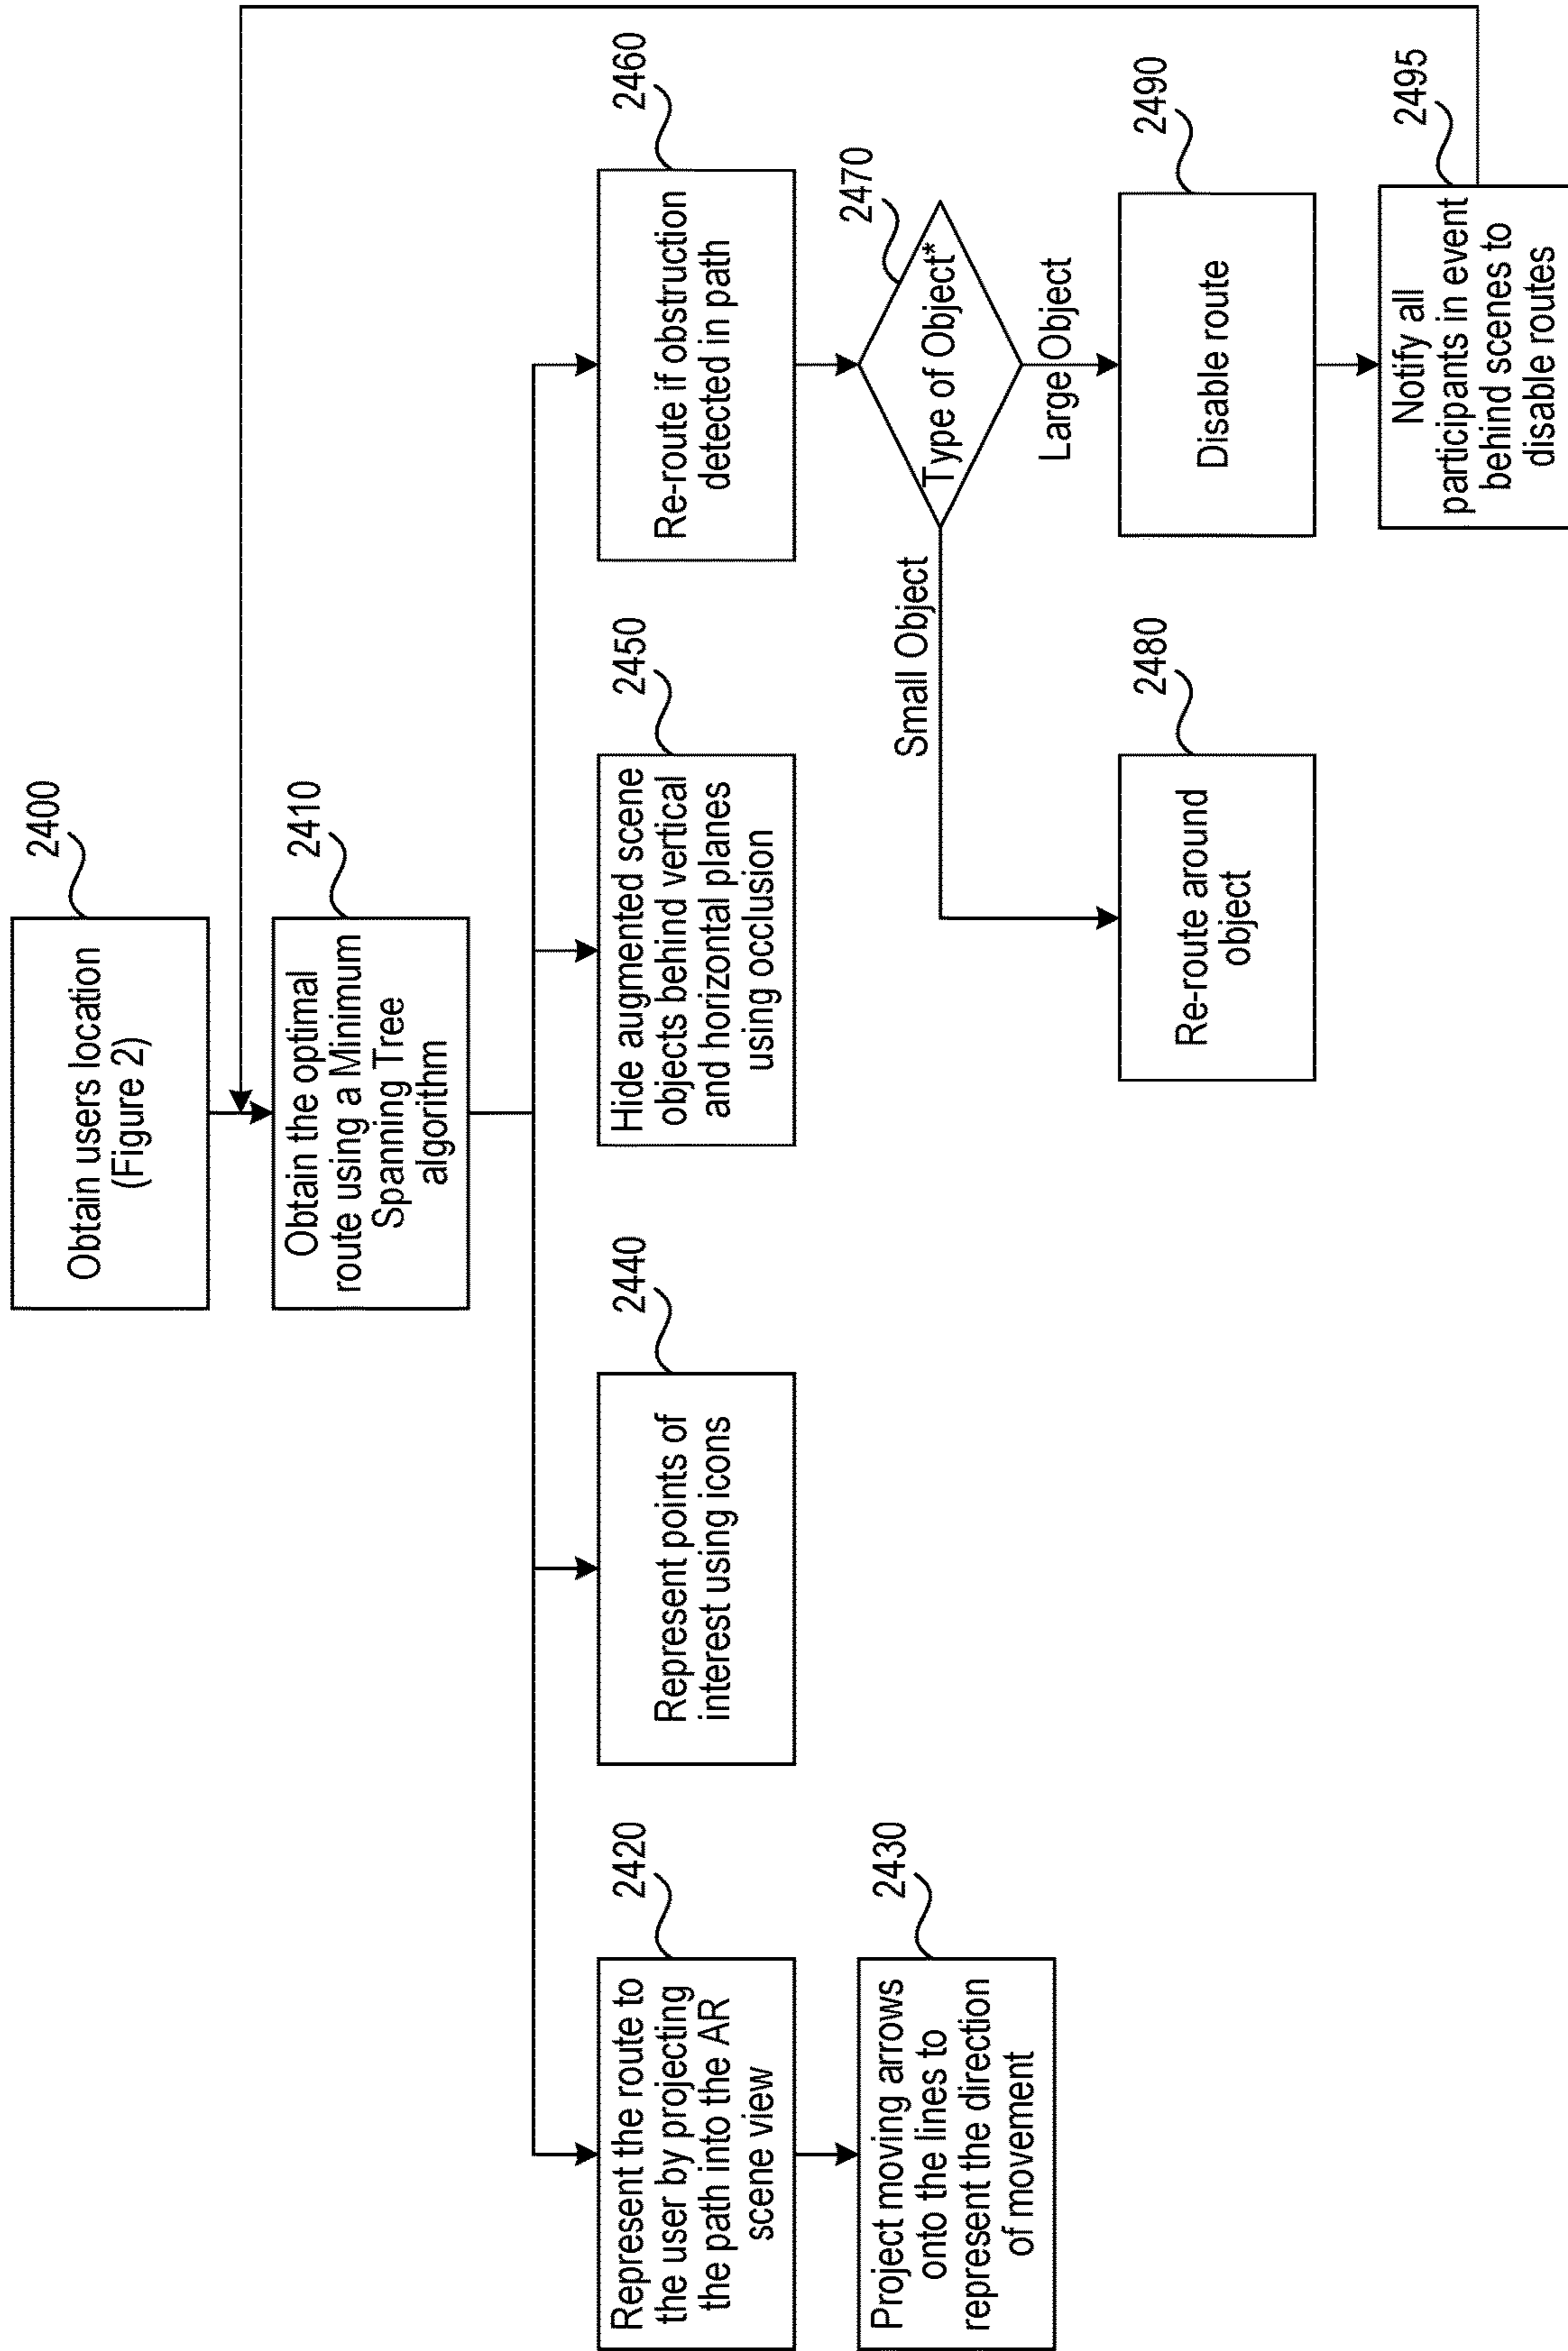 2400
Obtain users location
(Figure 2)
2410
Obtain the optimal
route using a Minimum
Spanning Tree
algorithm
2420
Represent the route to
the user by projecting
the path into the AR
scene view
2430
Project moving arrows
onto the lines to
represent the direction
of movement
2440
Represent points of
interest using icons
2450
Hide augmented scene
objects behind vertical
and horizontal planes
using occlusion
2460
Re-route if obstruction
detected in path
2470
Type of Object*
Small Object
Large Object
2480
Re-route around
object
2490
Disable route
2495
Notify all
participants in event
behind scenes to
disable routes